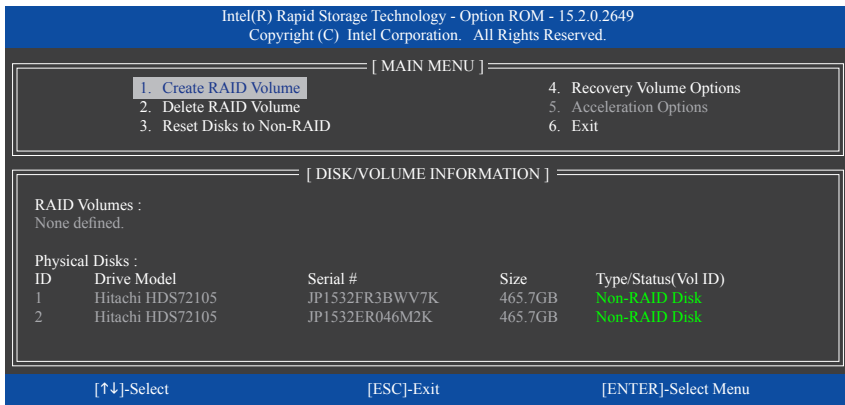 Intel(R) Rapid Storage Technology - Option ROM - 15.2.0.2649
Copyright (C) Intel Corporation. All Rights Reserved.
[ MAIN MENU ]
1. Create RAID Volume
2. Delete RAID Volume
3. Reset Disks to Non-RAID
4. Recovery Volume Options
5. Acceleration Options
6. Exit
[ DISK/VOLUME INFORMATION ]
RAID Volumes :
None defined.
Physical Disks :
ID Drive Model Serial # Size Type/Status(Vol ID)
1 Hitachi HDS72105 JP1532FR3BWV7K 465.7GB Non-RAID Disk
2 Hitachi HDS72105 JP1532ER046M2K 465.7GB Non-RAID Disk
[↑↓]-Select [ESC]-Exit [ENTER]-Select Menu